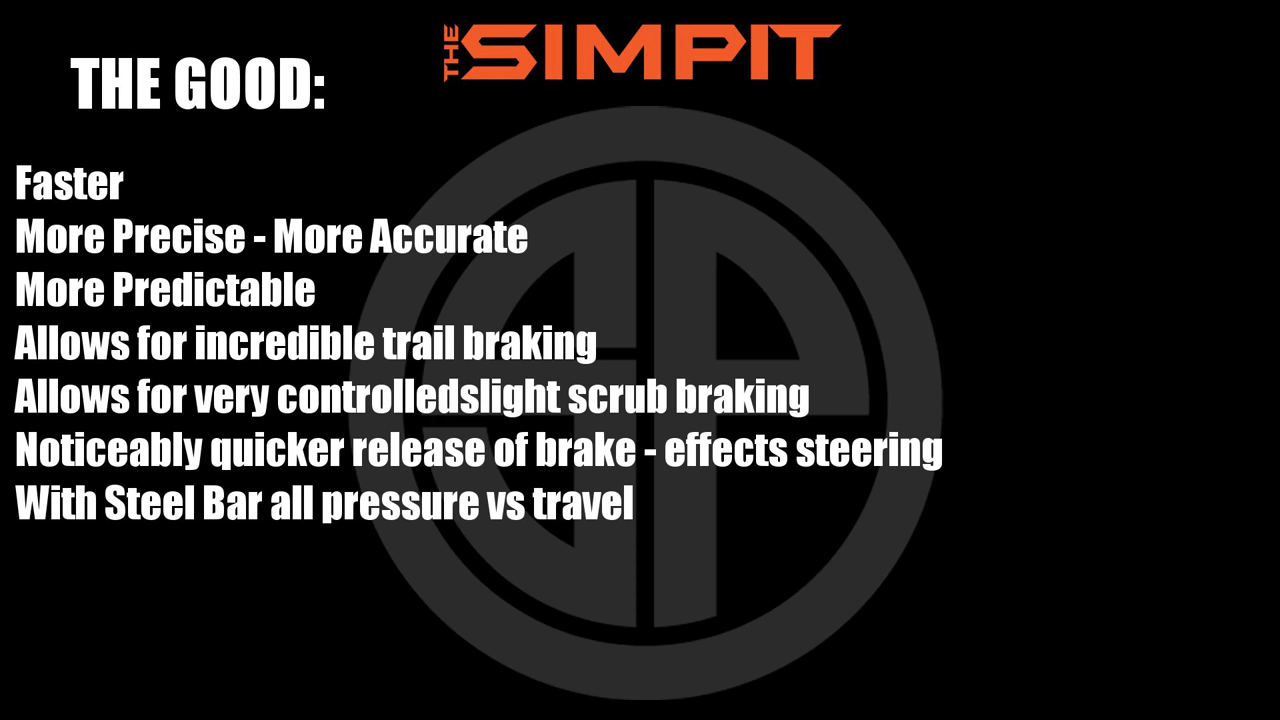 THE SIMPIT
THE GOOD:
Faster
More Precise - More Accurate
More Predictable
Allows for incredible trail braking
Allows for very controlledslight scrub braking
Noticeably quicker release of brake - effects steering
With Steel Bar all pressure vs travel